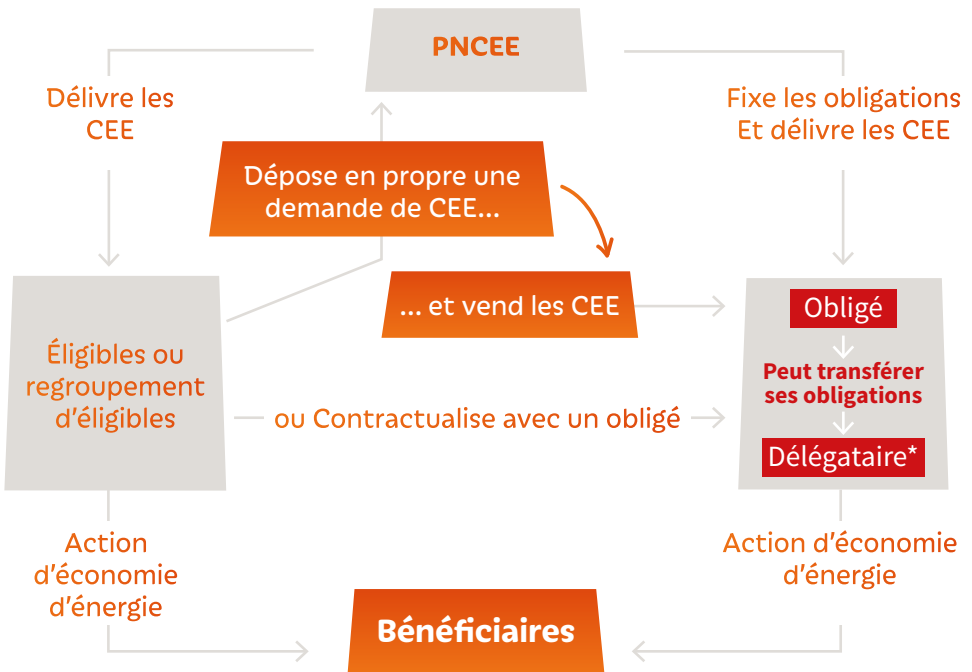 PNCEE
Délivre les
CEE
Fixe les obligations
Et délivre les CEE
Dépose en propre une
demande de CEE...
... et vend les CEE
Éligibles ou
regroupement
d'éligibles
ou Contractualise avec un obligé
Obligé
Peut transférer
ses obligations
Délégataire*
Action
d'économie
d'énergie
Action d'économie
d'énergie
Bénéficiaires